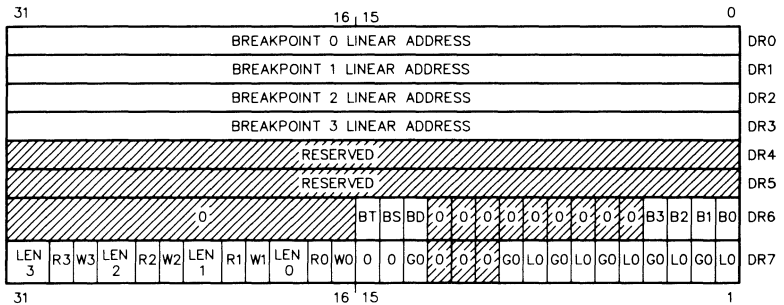 31 16 15 0
BREAKPOINT 0 LINEAR ADDRESS DR0
BREAKPOINT 1 LINEAR ADDRESS DR1
BREAKPOINT 2 LINEAR ADDRESS DR2
BREAKPOINT 3 LINEAR ADDRESS DR3
RESERVED DR4
RESERVED DR5
0 BT BS BD 0 0 0 0 0 0 0 0 0 B3 B2 B1 B0 DR6
LEN 3 R3 W3 LEN 2 R2 W2 LEN 1 R1 W1 LEN 0 R0 W0 0 0 G0 0 0 0 G0 L0 G0 L0 G0 L0 G0 L0 G0 L0 DR7
31 16 15 1